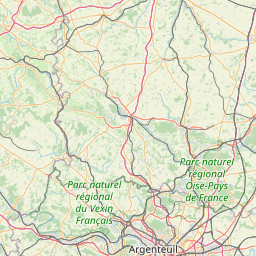 Parc naturel
régional
Oise-Pays
de France
Parc naturel
régional
du Vexin
Français
Argenteuil